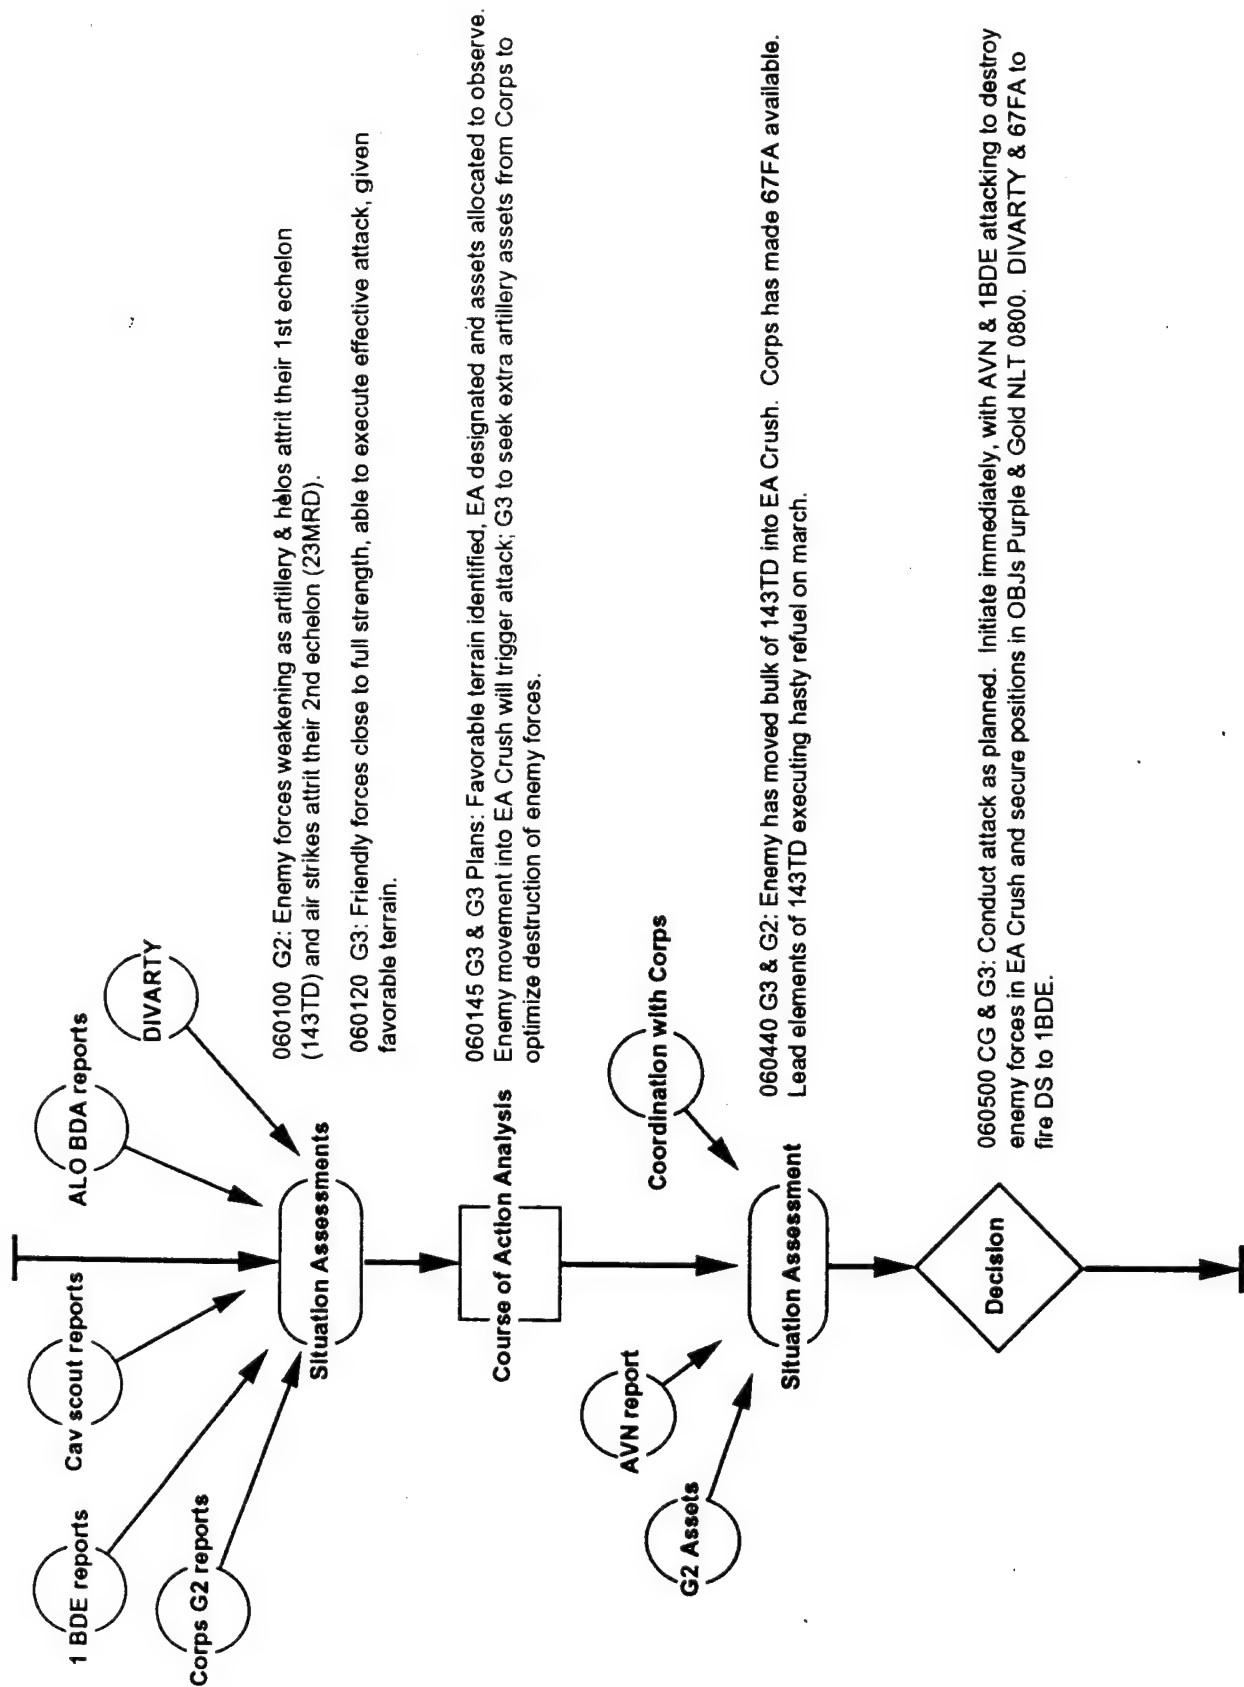 1 BDE reports
Cav scout reports
ALO BDA reports
DIVARTY
Corps G2 reports
Situation Assessments
060100 G2: Enemy forces weakening as artillery & helos attrit their 1st echelon
(143TD) and air strikes attrit their 2nd echelon (23MRD).
060120 G3: Friendly forces close to full strength, able to execute effective attack, given
favorable terrain.
Course of Action Analysis
060145 G3 & G3 Plans: Favorable terrain identified, EA designated and assets allocated to observe.
Enemy movement into EA Crush will trigger attack; G3 to seek extra artillery assets from Corps to
optimize destruction of enemy forces.
G2 Assets
AVN report
Coordination with Corps
Situation Assessment
060440 G3 & G2: Enemy has moved bulk of 143TD into EA Crush. Corps has made 67FA available.
Lead elements of 143TD executing hasty refuel on march.
Decision
060500 CG & G3: Conduct attack as planned. Initiate immediately, with AVN & 1BDE attacking to destroy
enemy forces in EA Crush and secure positions in OBJs Purple & Gold NLT 0800. DIVARTY & 67FA to
fire DS to 1BDE.